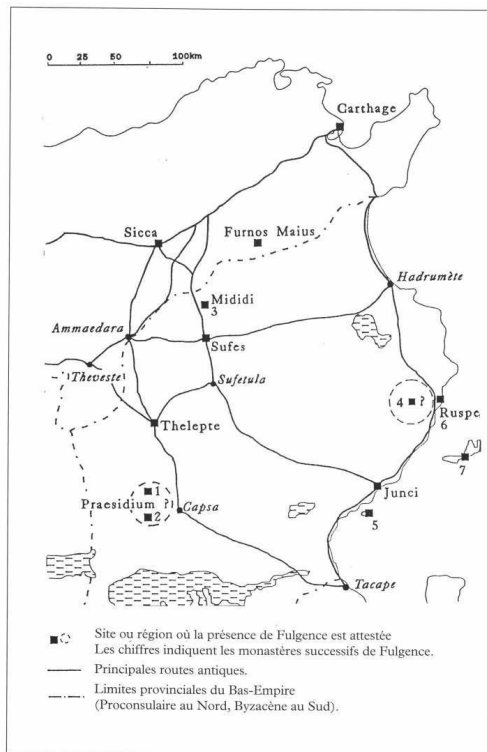 0 25 50 100km
Carthage
Sicca
Furnos Maius
Hadrumète
Mididi
3
Ammaedara
Sufes
Theveste
Sufetula
4 ?
Ruspe
6
Thelepte
7
1
Junci
Praesidium ?
Capsa
2
5
Tacape
Site ou région où la présence de Fulgence est attestée
Les chiffres indiquent les monastères successifs de Fulgence.
Principales routes antiques.
Limites provinciales du Bas-Empire
(Proconsulaire au Nord, Byzacène au Sud).